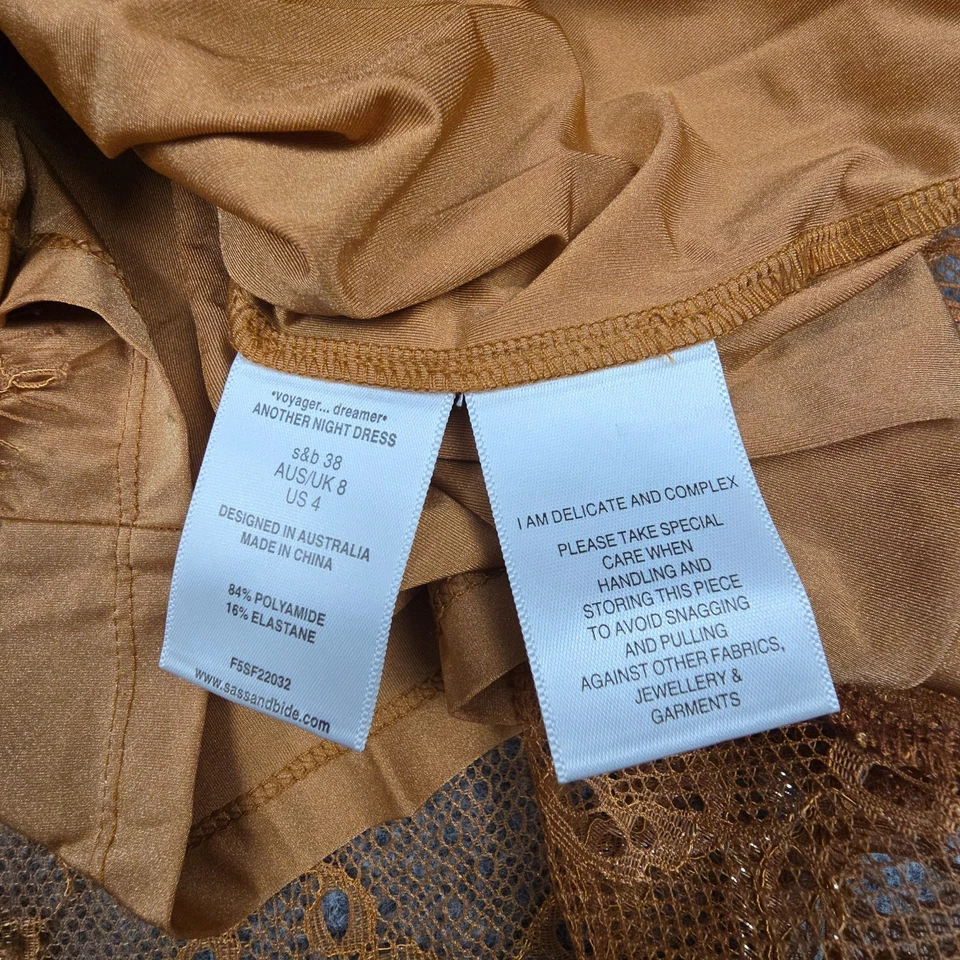 •voyager... dreamer•
ANOTHER NIGHT DRESS
s&b 38
AUS/UK 8
US 4
DESIGNED IN AUSTRALIA
MADE IN CHINA
84% POLYAMIDE
16% ELASTANE
F5SF22032
www.sassandbide.com
I AM DELICATE AND COMPLEX
PLEASE TAKE SPECIAL
CARE WHEN
HANDLING AND
STORING THIS PIECE
TO AVOID SNAGGING
AND PULLING
AGAINST OTHER FABRICS,
JEWELLERY &
GARMENTS